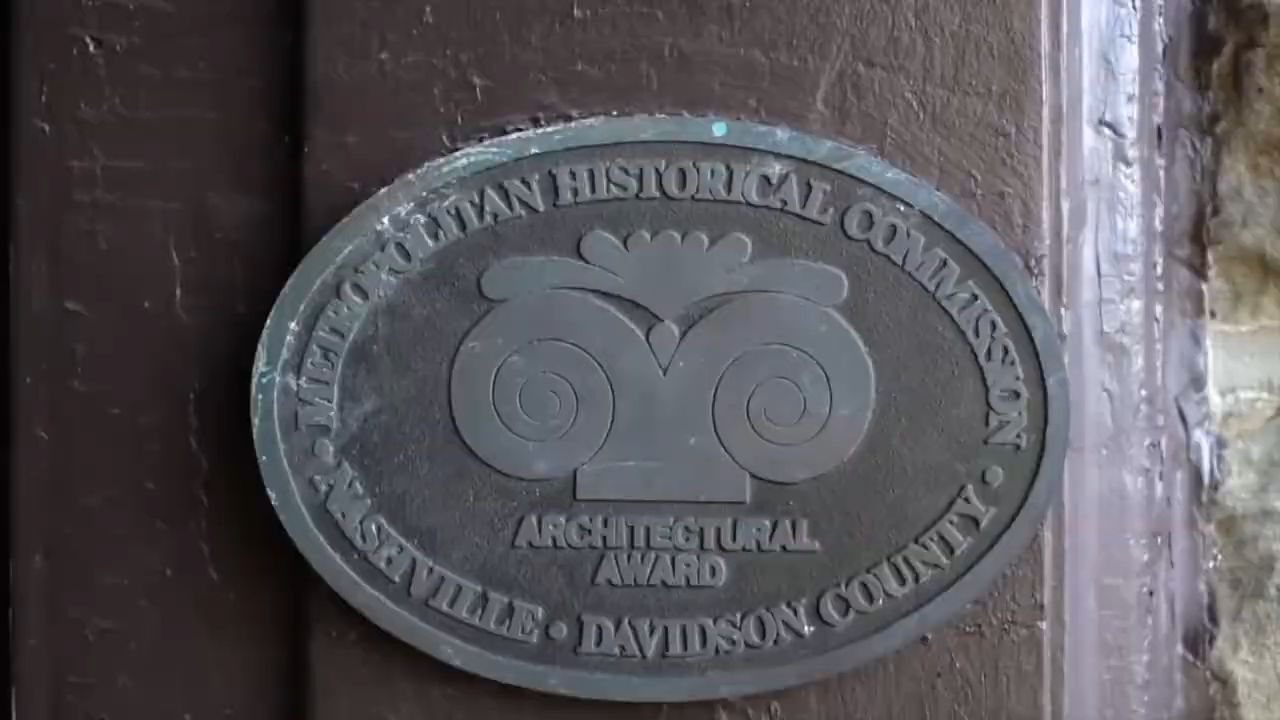 METROPOLITAN HISTORICAL COMMISSION
ARCHITECTURAL
AWARD
NASHVILLE • DAVIDSON COUNTY